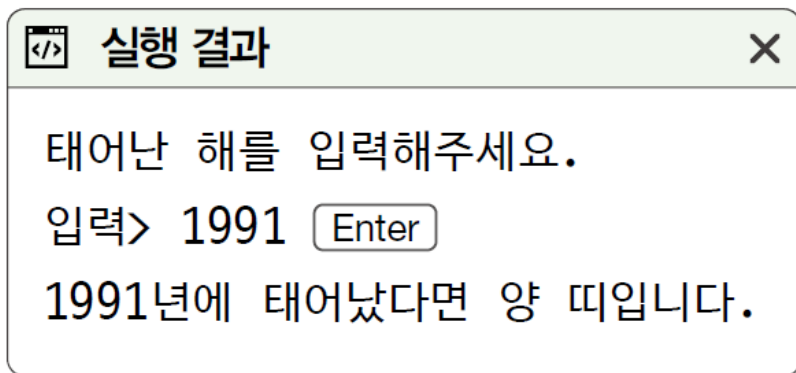 </> 실행 결과 ×
태어난 해를 입력해주세요.
입력> 1991 Enter
1991년에 태어났다면 양 띠입니다.